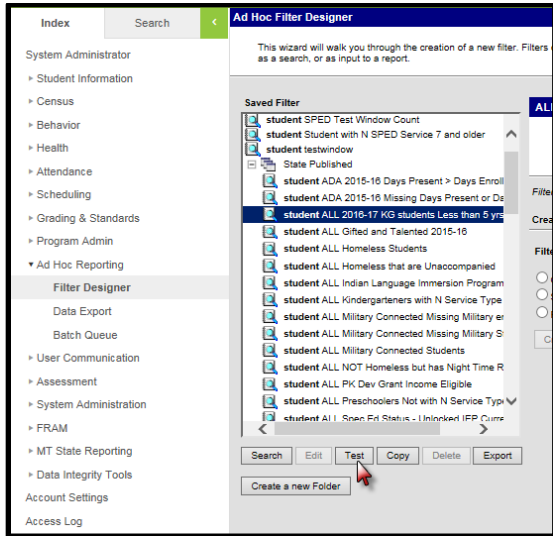 Index
Search
System Administrator
Student Information
Census
Behavior
Health
Attendance
Scheduling
Grading & Standards
Program Admin
Ad Hoc Reporting
Filter Designer
Data Export
Batch Queue
User Communication
Assessment
System Administration
FRAM
MT State Reporting
Data Integrity Tools
Account Settings
Access Log
Ad Hoc Filter Designer
This wizard will walk you through the creation of a new filter. Filters
as a search, or as input to a report.
Saved Filter
student SPED Test Window Count
student Student with N SPED Service 7 and older
student testwindow
State Published
student ADA 2015-16 Days Present > Days Enroll
student ADA 2015-16 Missing Days Present or Da
student ALL 2016-17 KG students Less than 5 yrs
student ALL Gifted and Talented 2015-16
student ALL Homeless Students
student ALL Homeless that are Unaccompanied
student ALL Indian Language Immersion Program
student ALL Kindergarteners with N Service Type
student ALL Military Connected Missing Military en
student ALL Military Connected Missing Military St
student ALL Military Connected Students
student ALL NOT Homeless but has Night Time R
student ALL PK Dev Grant Income Eligible
student ALL Preschoolers Not with N Service Type
student ALL Spec Ed Status - Unlocked IEP Curre
Search Edit Test Copy Delete Export
Create a new Folder
ALL
Filte
Crea
Filte